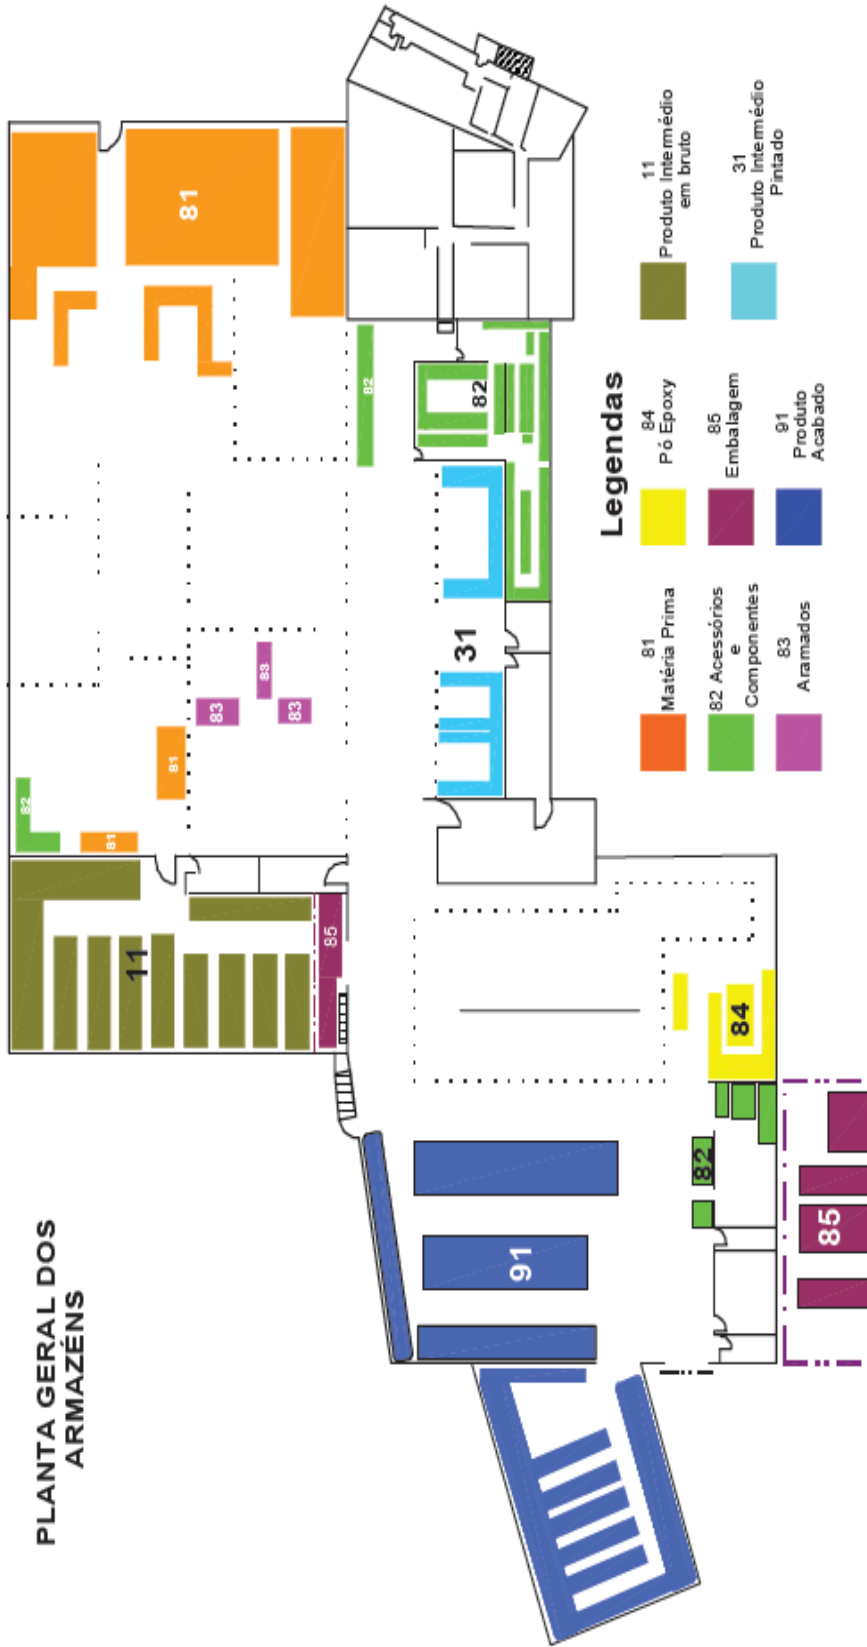 PLANTA GERAL DOS
ARMAZÉNS
11
82
81
81
83
83
83
81
85
31
82
82
91
82
84
85
Legendas
81
Matéria Prima
84
Pó Epoxy
11
Produto Intermédio
em bruto
82 Acessórios
e
Componentes
85
Embalagem
31
Produto Intermédio
Pintado
83
Aramados
91
Produto
Acabado